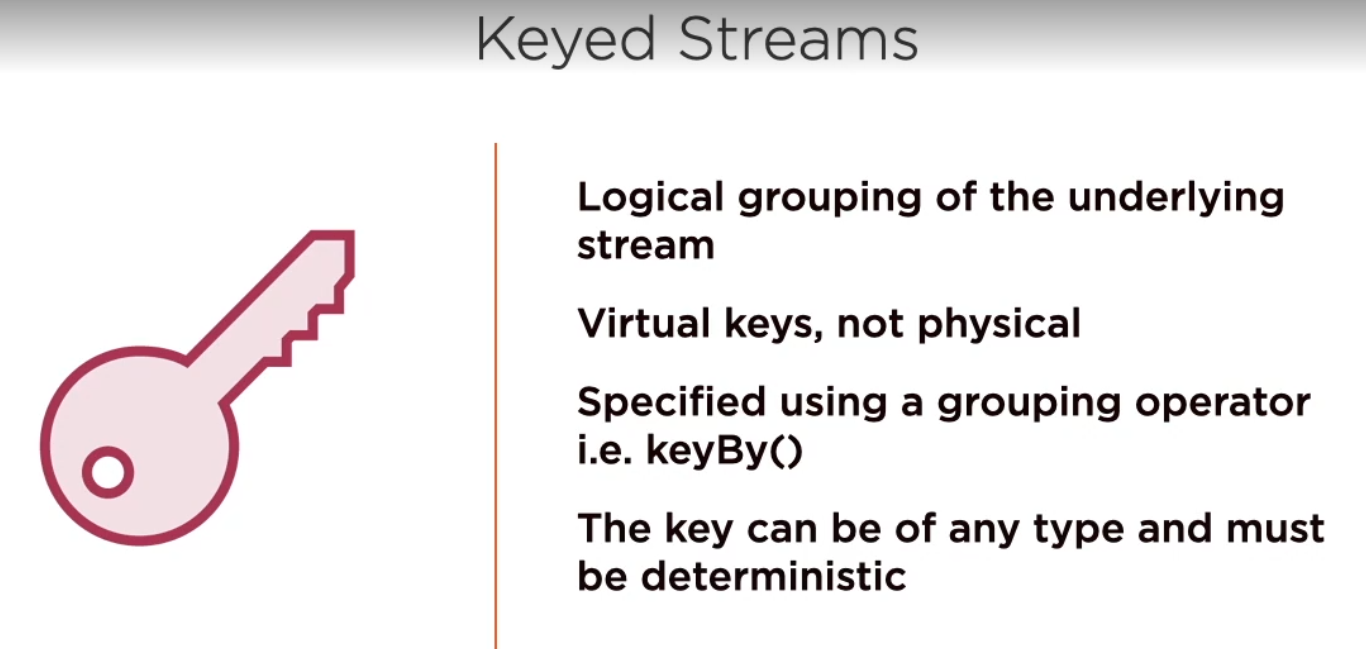 Keyed Streams
Logical grouping of the underlying
stream
Virtual keys, not physical
Specified using a grouping operator
i.e. keyBy()
The key can be of any type and must
be deterministic